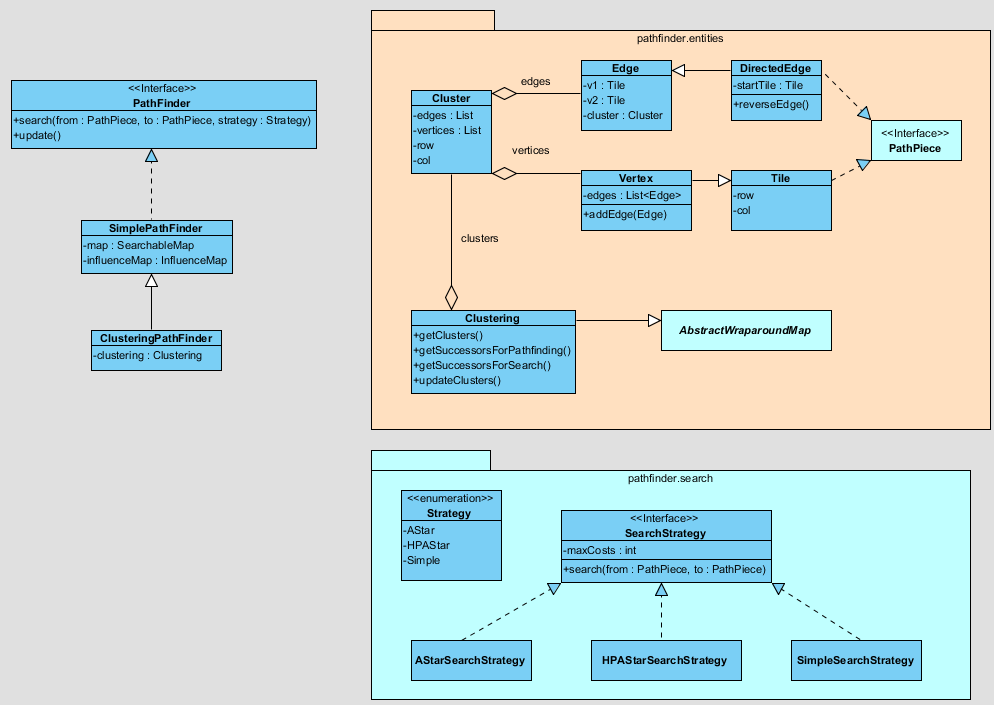 <<Interface>>
PathFinder
+search(from : PathPiece, to : PathPiece, strategy : Strategy)
+update()
SimplePathFinder
-map : SearchableMap
-influenceMap : InfluenceMap
ClusteringPathFinder
-clustering : Clustering
pathfinder.entities
Cluster
-edges : List
-vertices : List
-row
-col
edges
vertices
clusters
Edge
-v1 : Tile
-v2 : Tile
-cluster : Cluster
DirectedEdge
-startTile : Tile
+reverseEdge()
<<Interface>>
PathPiece
Vertex
-edges : List<Edge>
+addEdge(Edge)
Tile
-row
-col
Clustering
+getClusters()
+getSuccessorsForPathfinding()
+getSuccessorsForSearch()
+updateClusters()
AbstractWraparoundMap
pathfinder.search
<<enumeration>>
Strategy
-AStar
-HPAStar
-Simple
<<Interface>>
SearchStrategy
-maxCosts : int
+search(from : PathPiece, to : PathPiece)
AStarSearchStrategy
HPAStarSearchStrategy
SimpleSearchStrategy